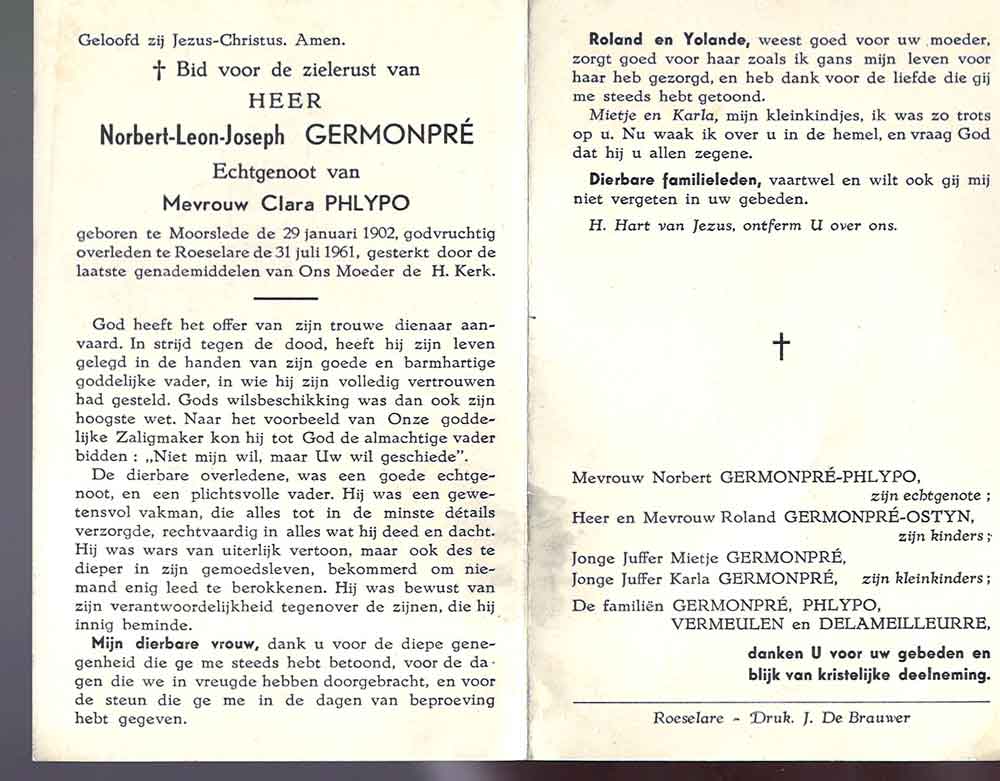 Geloofd zij Jezus-Christus. Amen.
† Bid voor de zielerust van
HEER
Norbert-Leon-Joseph GERMONPRÉ
Echtgenoot van
Mevrouw Clara PHLYPO
geboren te Moorslede de 29 januari 1902, godvruchtig
overleden te Roeselare de 31 juli 1961, gesterkt door de
laatste genademiddelen van Ons Moeder de H. Kerk.
God heeft het offer van zijn trouwe dienaar aan-
vaard. In strijd tegen de dood, heeft hij zijn leven
gelegd in de handen van zijn goede en barmhartige
goddelijke vader, in wie hij zijn volledig vertrouwen
had gesteld. Gods wilsbeschikking was dan ook zijn
hoogste wet. Naar het voorbeeld van Onze godde-
lijke Zaligmaker kon hij tot God de almachtige vader
bidden : „Niet mijn wil, maar Uw wil geschiede”.
De dierbare overledene, was een goede echtge-
noot, en een plichtsvolle vader. Hij was een gewe-
tensvol vakman, die alles tot in de minste détails
verzorgde, rechtvaardig in alles wat hij deed en dacht.
Hij was wars van uiterlijk vertoon, maar ook des te
dieper in zijn gemoedsleven, bekommerd om nie-
mand enig leed te berokkenen. Hij was bewust van
zijn verantwoordelijkheid tegenover de zijnen, die hij
innig beminde.
Mijn dierbare vrouw, dank u voor de diepe gene-
genheid die ge me steeds hebt betoond, voor de da-
gen die we in vreugde hebben doorgebracht, en voor
de steun die ge me in de dagen van beproeving
hebt gegeven.
Roland en Yolande, weest goed voor uw moeder,
zorgt goed voor haar zoals ik gans mijn leven voor
haar heb gezorgd, en heb dank voor de liefde die gij
me steeds hebt getoond.
Mietje en Karla, mijn kleinkindjes, ik was zo trots
op u. Nu waak ik over u in de hemel, en vraag God
dat hij u allen zegene.
Dierbare familieleden, vaartwel en wilt ook gij mij
niet vergeten in uw gebeden.
H. Hart van Jezus, ontferm U over ons.
†
Mevrouw Norbert GERMONPRÉ-PHLYPO,
zijn echtgenote ;
Heer en Mevrouw Roland GERMONPRÉ-OSTYN,
zijn kinders ;
Jonge Juffer Mietje GERMONPRÉ,
Jonge Juffer Karla GERMONPRÉ, zijn kleinkinders ;
De familiën GERMONPRÉ, PHLYPO,
VERMEULEN en DELAMEILLEURRE,
danken U voor uw gebeden en
blijk van kristelijke deelneming.
Roeselare - Druk. J. De Brauwer